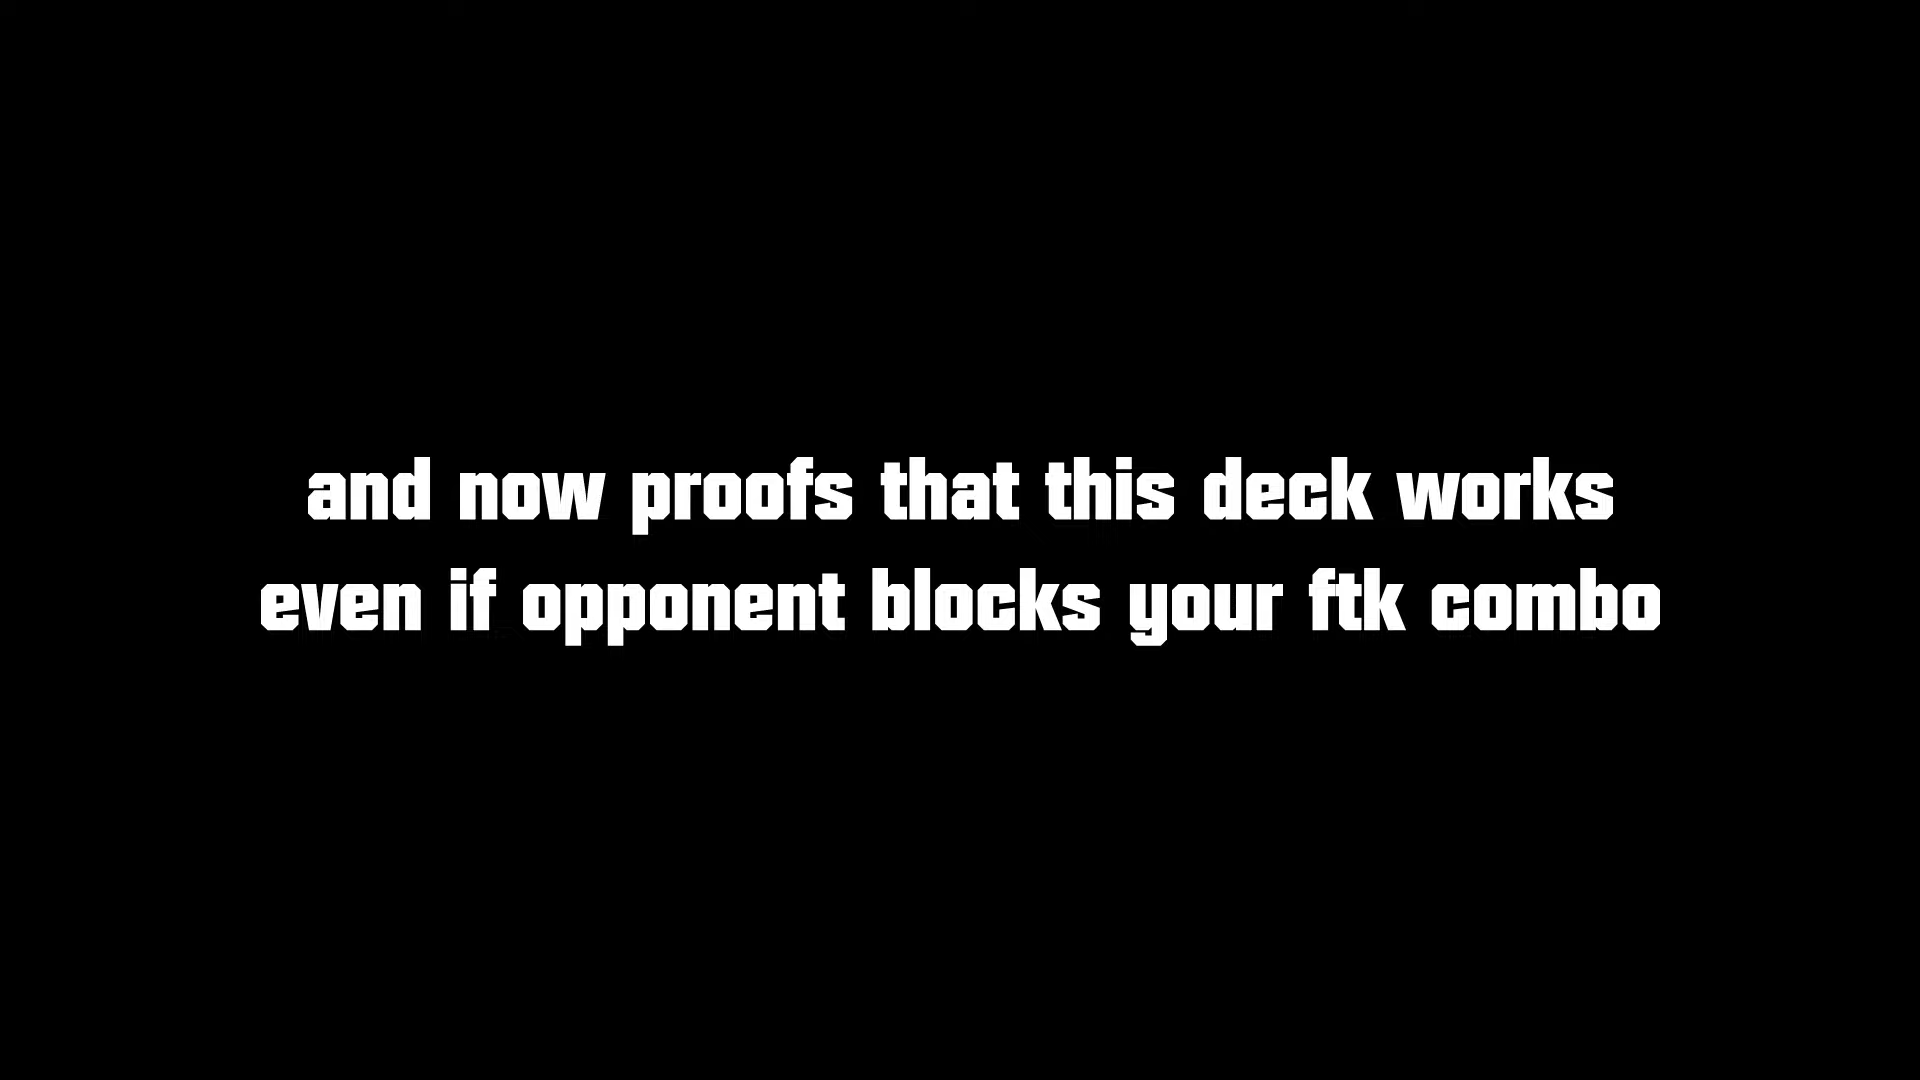 and now proofs that this deck works
even if opponent blocks your ftk combo